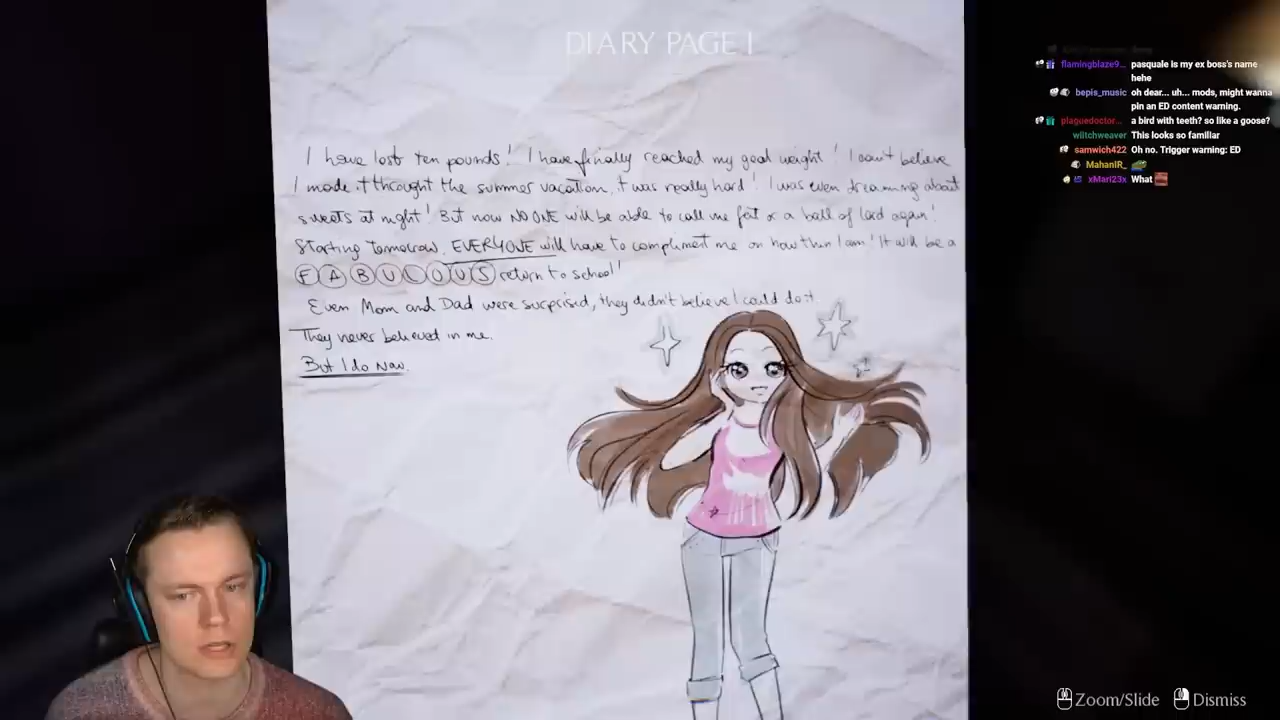 DIARY PAGE I
I have lost ten pounds! I have finally reached my goal weight! I can't believe
I made it throught the summer vacation, it was really hard! I was even dreaming about
sweets at night! But now NO ONE will be able to call me fat or a ball of lard again!
Starting tomorrow, EVERYONE will have to compliment me on how thin I am! It will be a
FABULOUS return to school!
Even Mom and Dad were surprised, they didn't believe I could do it.
They never believed in me.
But I do Now.
flamingblaze9... pasquale is my ex boss's name
hehe
bepis_music oh dear... uh... mods, might wanna
pin an ED content warning.
plaguedoctor... a bird with teeth? so like a goose?
wiitchweaver This looks so familiar
samwich422 Oh no. Trigger warning: ED
MahanIR_
xMari23x What
Zoom/Slide Dismiss